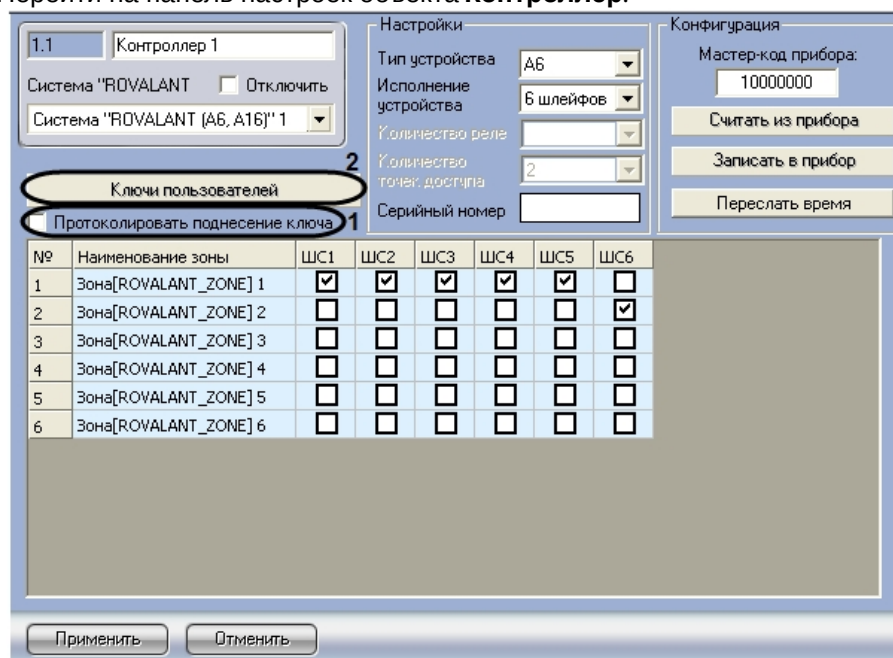 Перейти на панель настроек объекта Контроллер.
1.1 Контроллер 1
Система "ROVALANT Отключить
Система "ROVALANT (A6, A16)" 1
2
Ключи пользователей
Протоколировать поднесение ключа 1
Настройки
Тип устройства A6
Исполнение устройства 6 шлейфов
Количество реле
Количество точек доступа 2
Серийный номер
Конфигурация
Мастер-код прибора:
10000000
Считать из прибора
Записать в прибор
Переслать время
№ Наименование зоны ШС1 ШС2 ШС3 ШС4 ШС5 ШС6
1 Зона[ROVALANT_ZONE] 1
2 Зона[ROVALANT_ZONE] 2
3 Зона[ROVALANT_ZONE] 3
4 Зона[ROVALANT_ZONE] 4
5 Зона[ROVALANT_ZONE] 5
6 Зона[ROVALANT_ZONE] 6
Применить Отменить